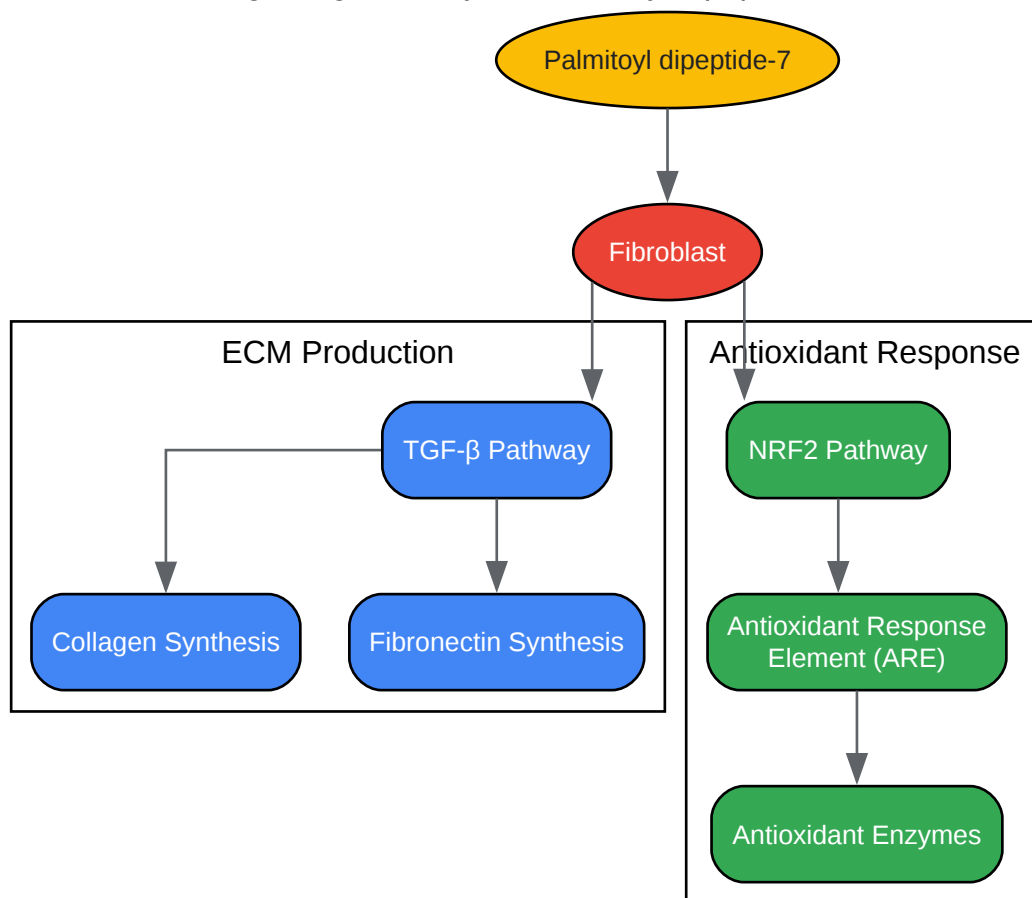 Palmitoyl dipeptide-7
Fibroblast
ECM Production
Antioxidant Response
TGF-β Pathway
NRF2 Pathway
Collagen Synthesis
Fibronectin Synthesis
Antioxidant Response
Element (ARE)
Antioxidant Enzymes